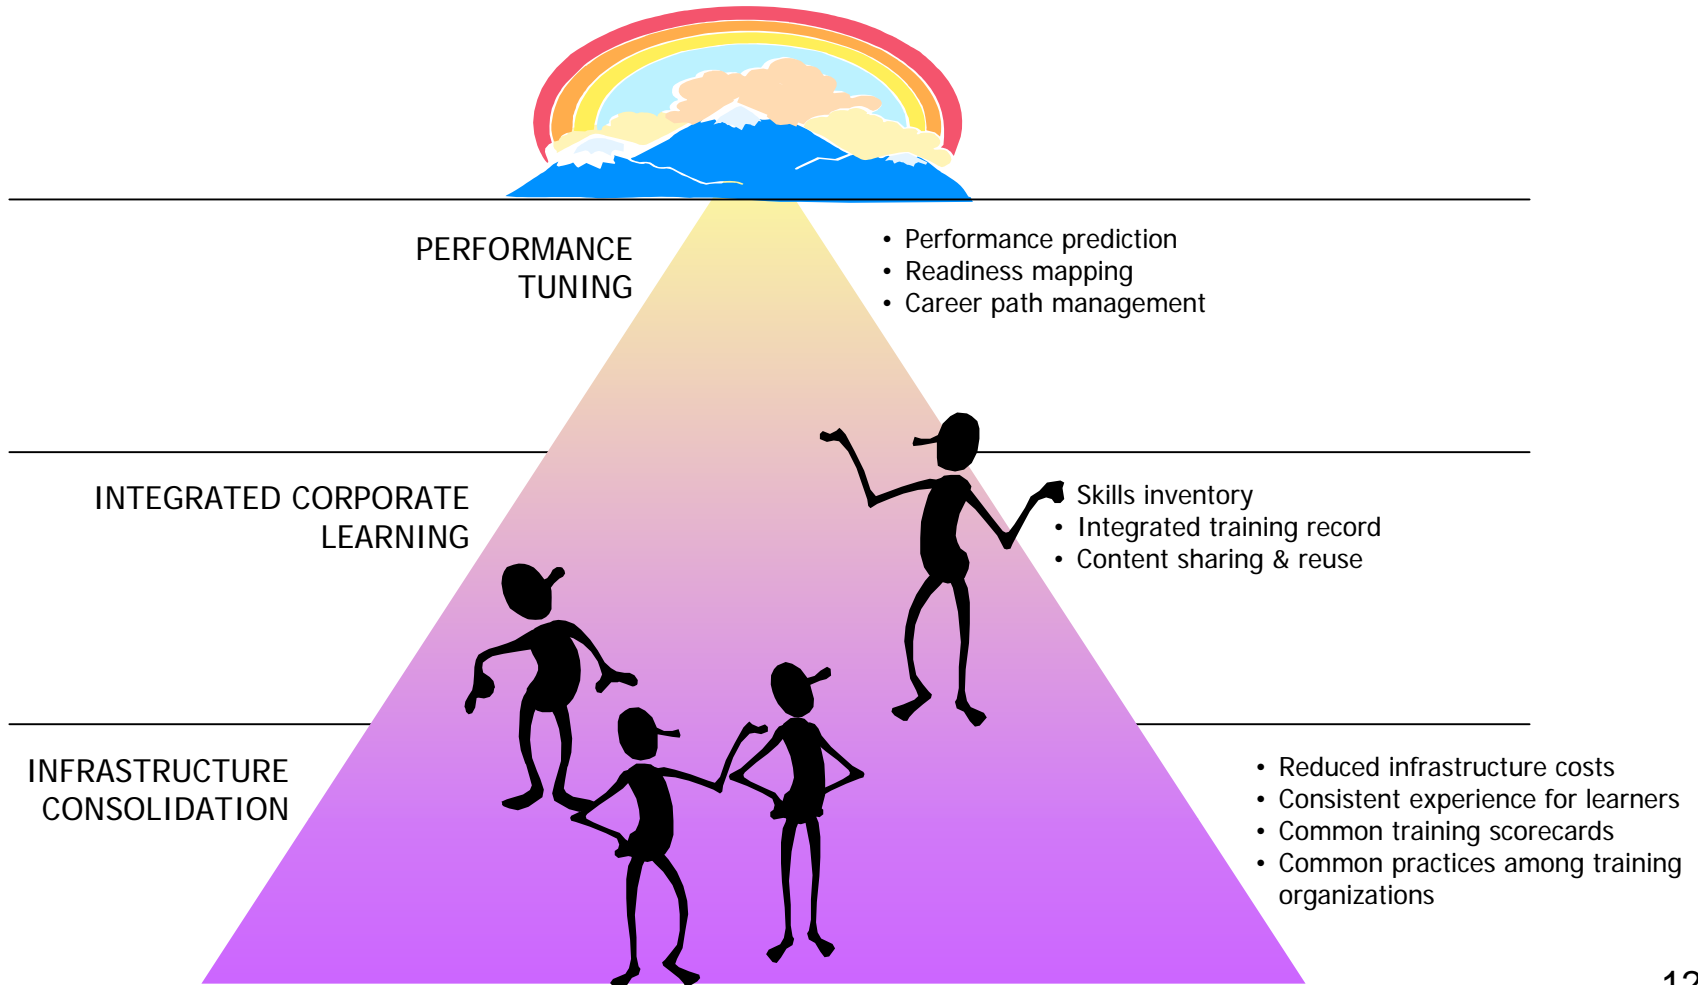 PERFORMANCE
TUNING
• Performance prediction
• Readiness mapping
• Career path management
INTEGRATED CORPORATE
LEARNING
Skills inventory
• Integrated training record
• Content sharing & reuse
INFRASTRUCTURE
CONSOLIDATION
• Reduced infrastructure costs
• Consistent experience for learners
• Common training scorecards
• Common practices among training
organizations
12